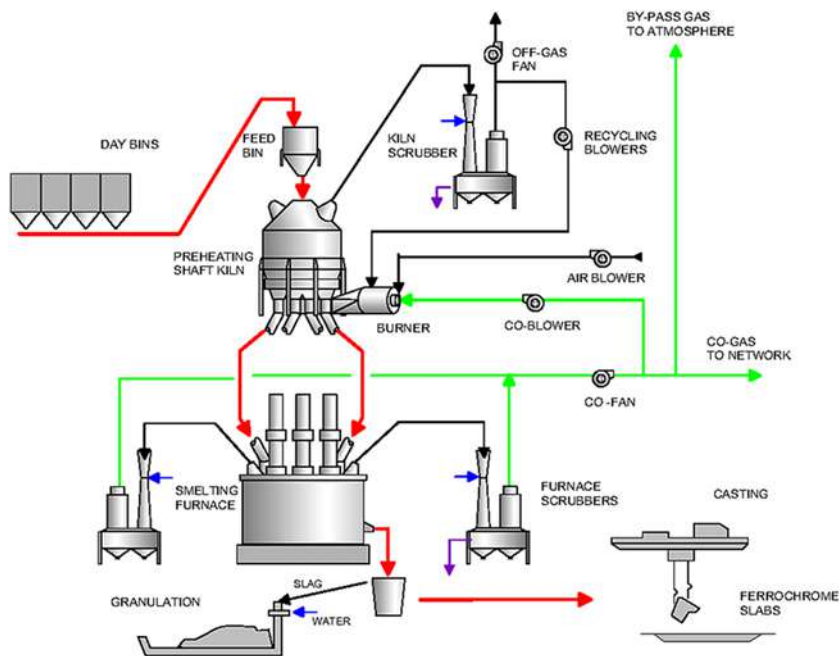 BY-PASS GAS
TO ATMOSPHERE
OFF-GAS
FAN
DAY BINS
FEED
BIN
KILN
SCRUBBER
RECYCLING
BLOWERS
PREHEATING
SHAFT KILN
AIR BLOWER
BURNER
CO-BLOWER
CO-GAS
TO NETWORK
CO -FAN
SMELTING
FURNACE
FURNACE
SCRUBBERS
CASTING
SLAG
GRANULATION
WATER
FERROCHROME
SLABS